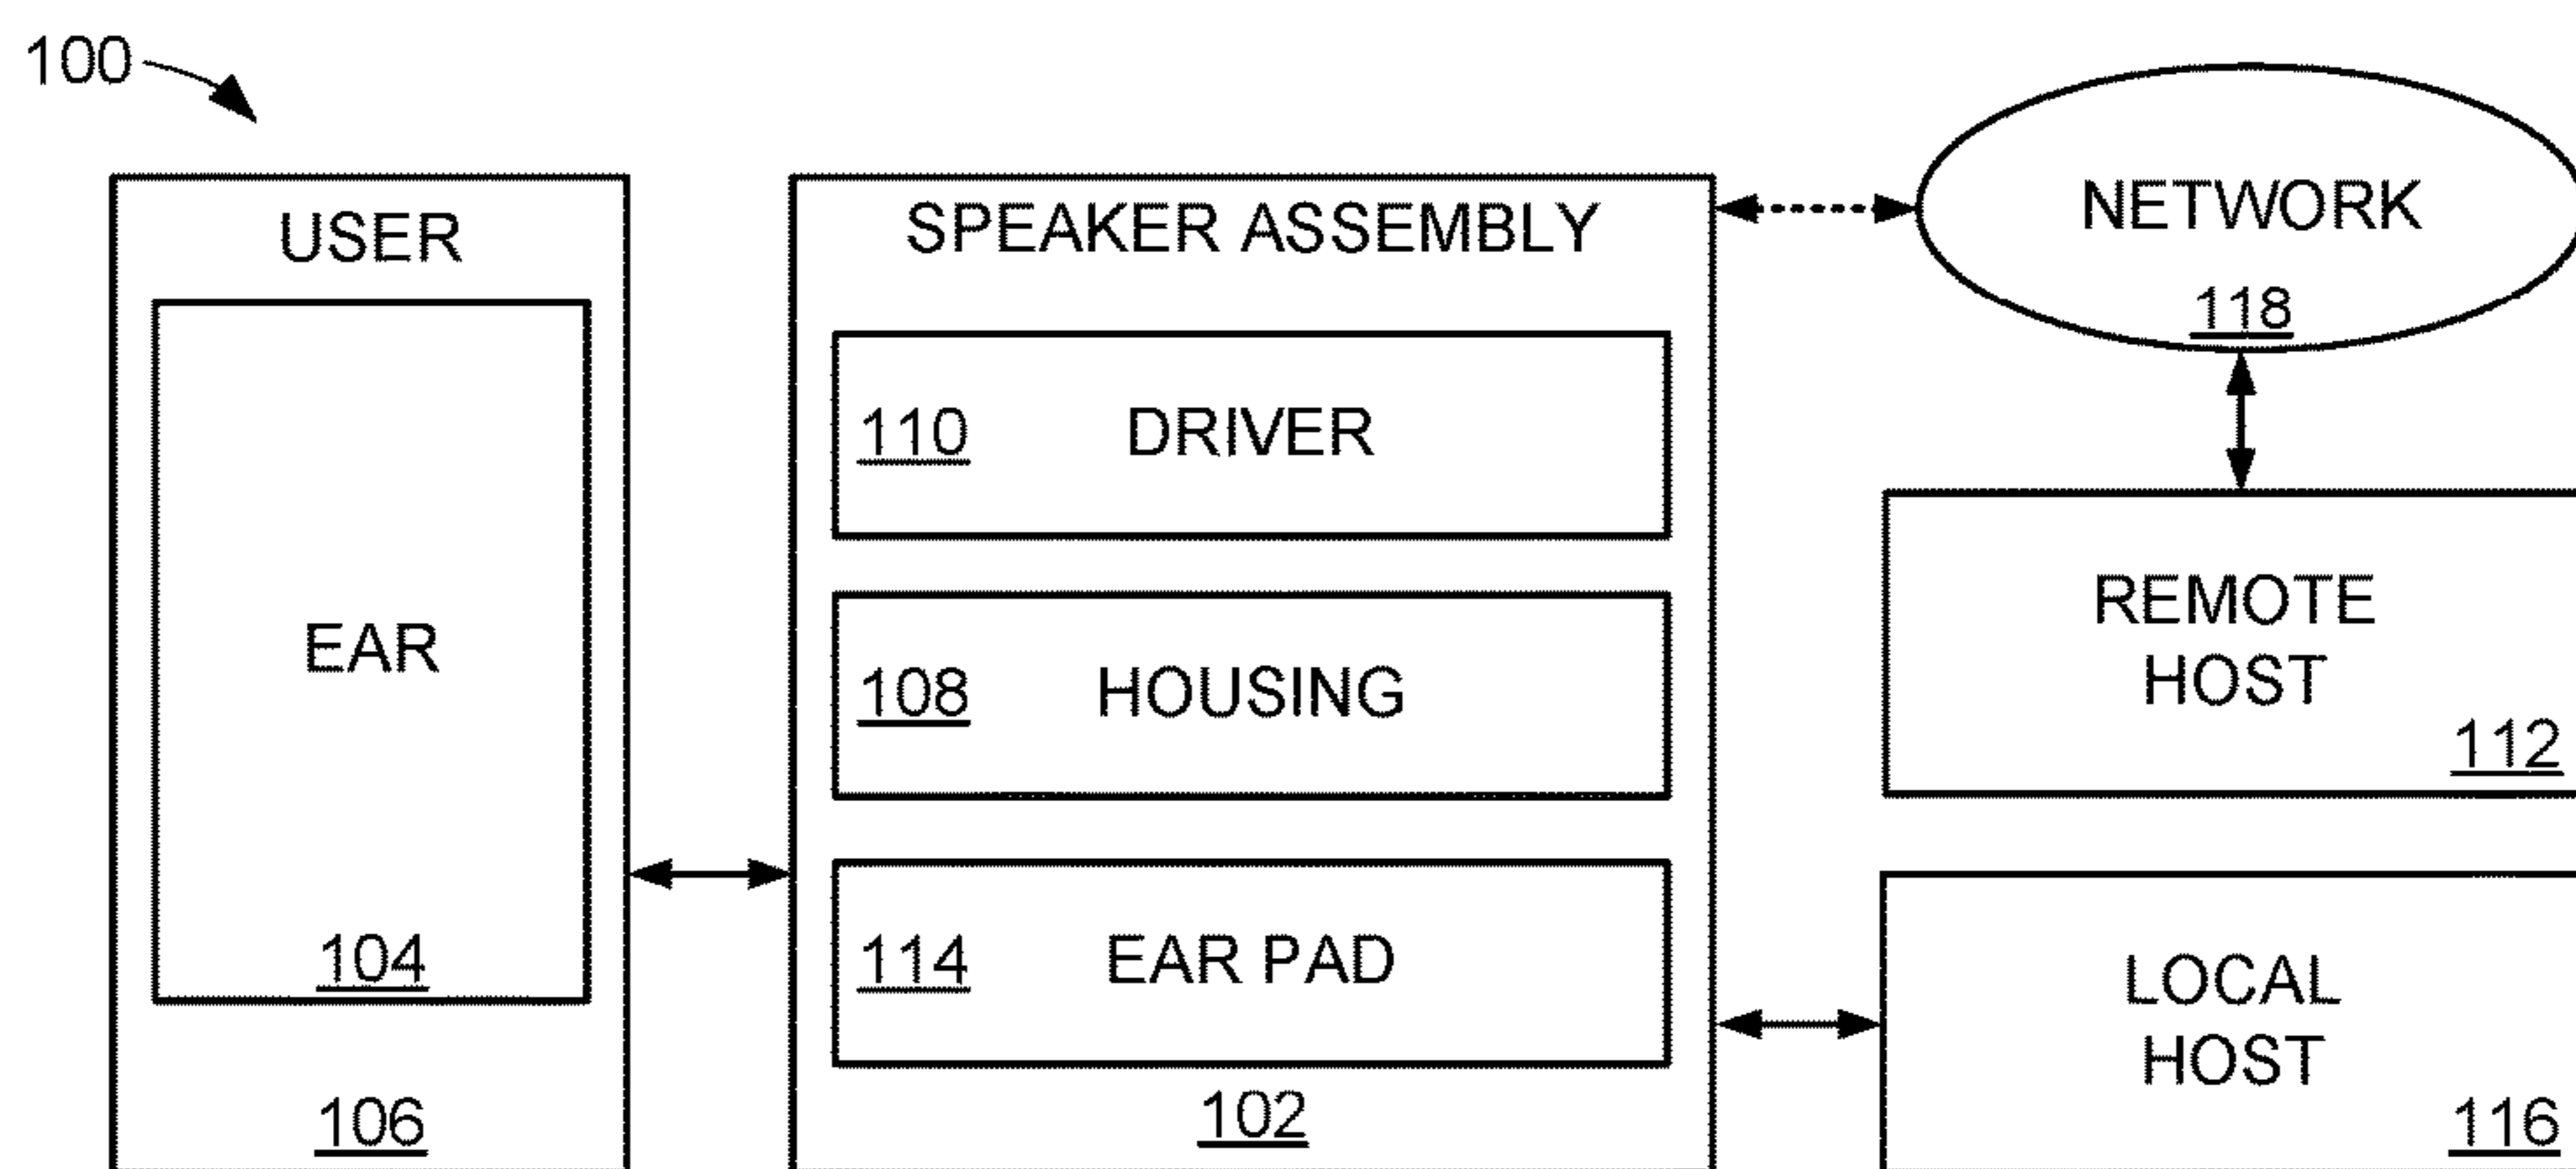 100
USER
EAR
104
106
SPEAKER ASSEMBLY
110 DRIVER
108 HOUSING
114 EAR PAD
102
NETWORK
118
REMOTE
HOST
112
LOCAL
HOST
116